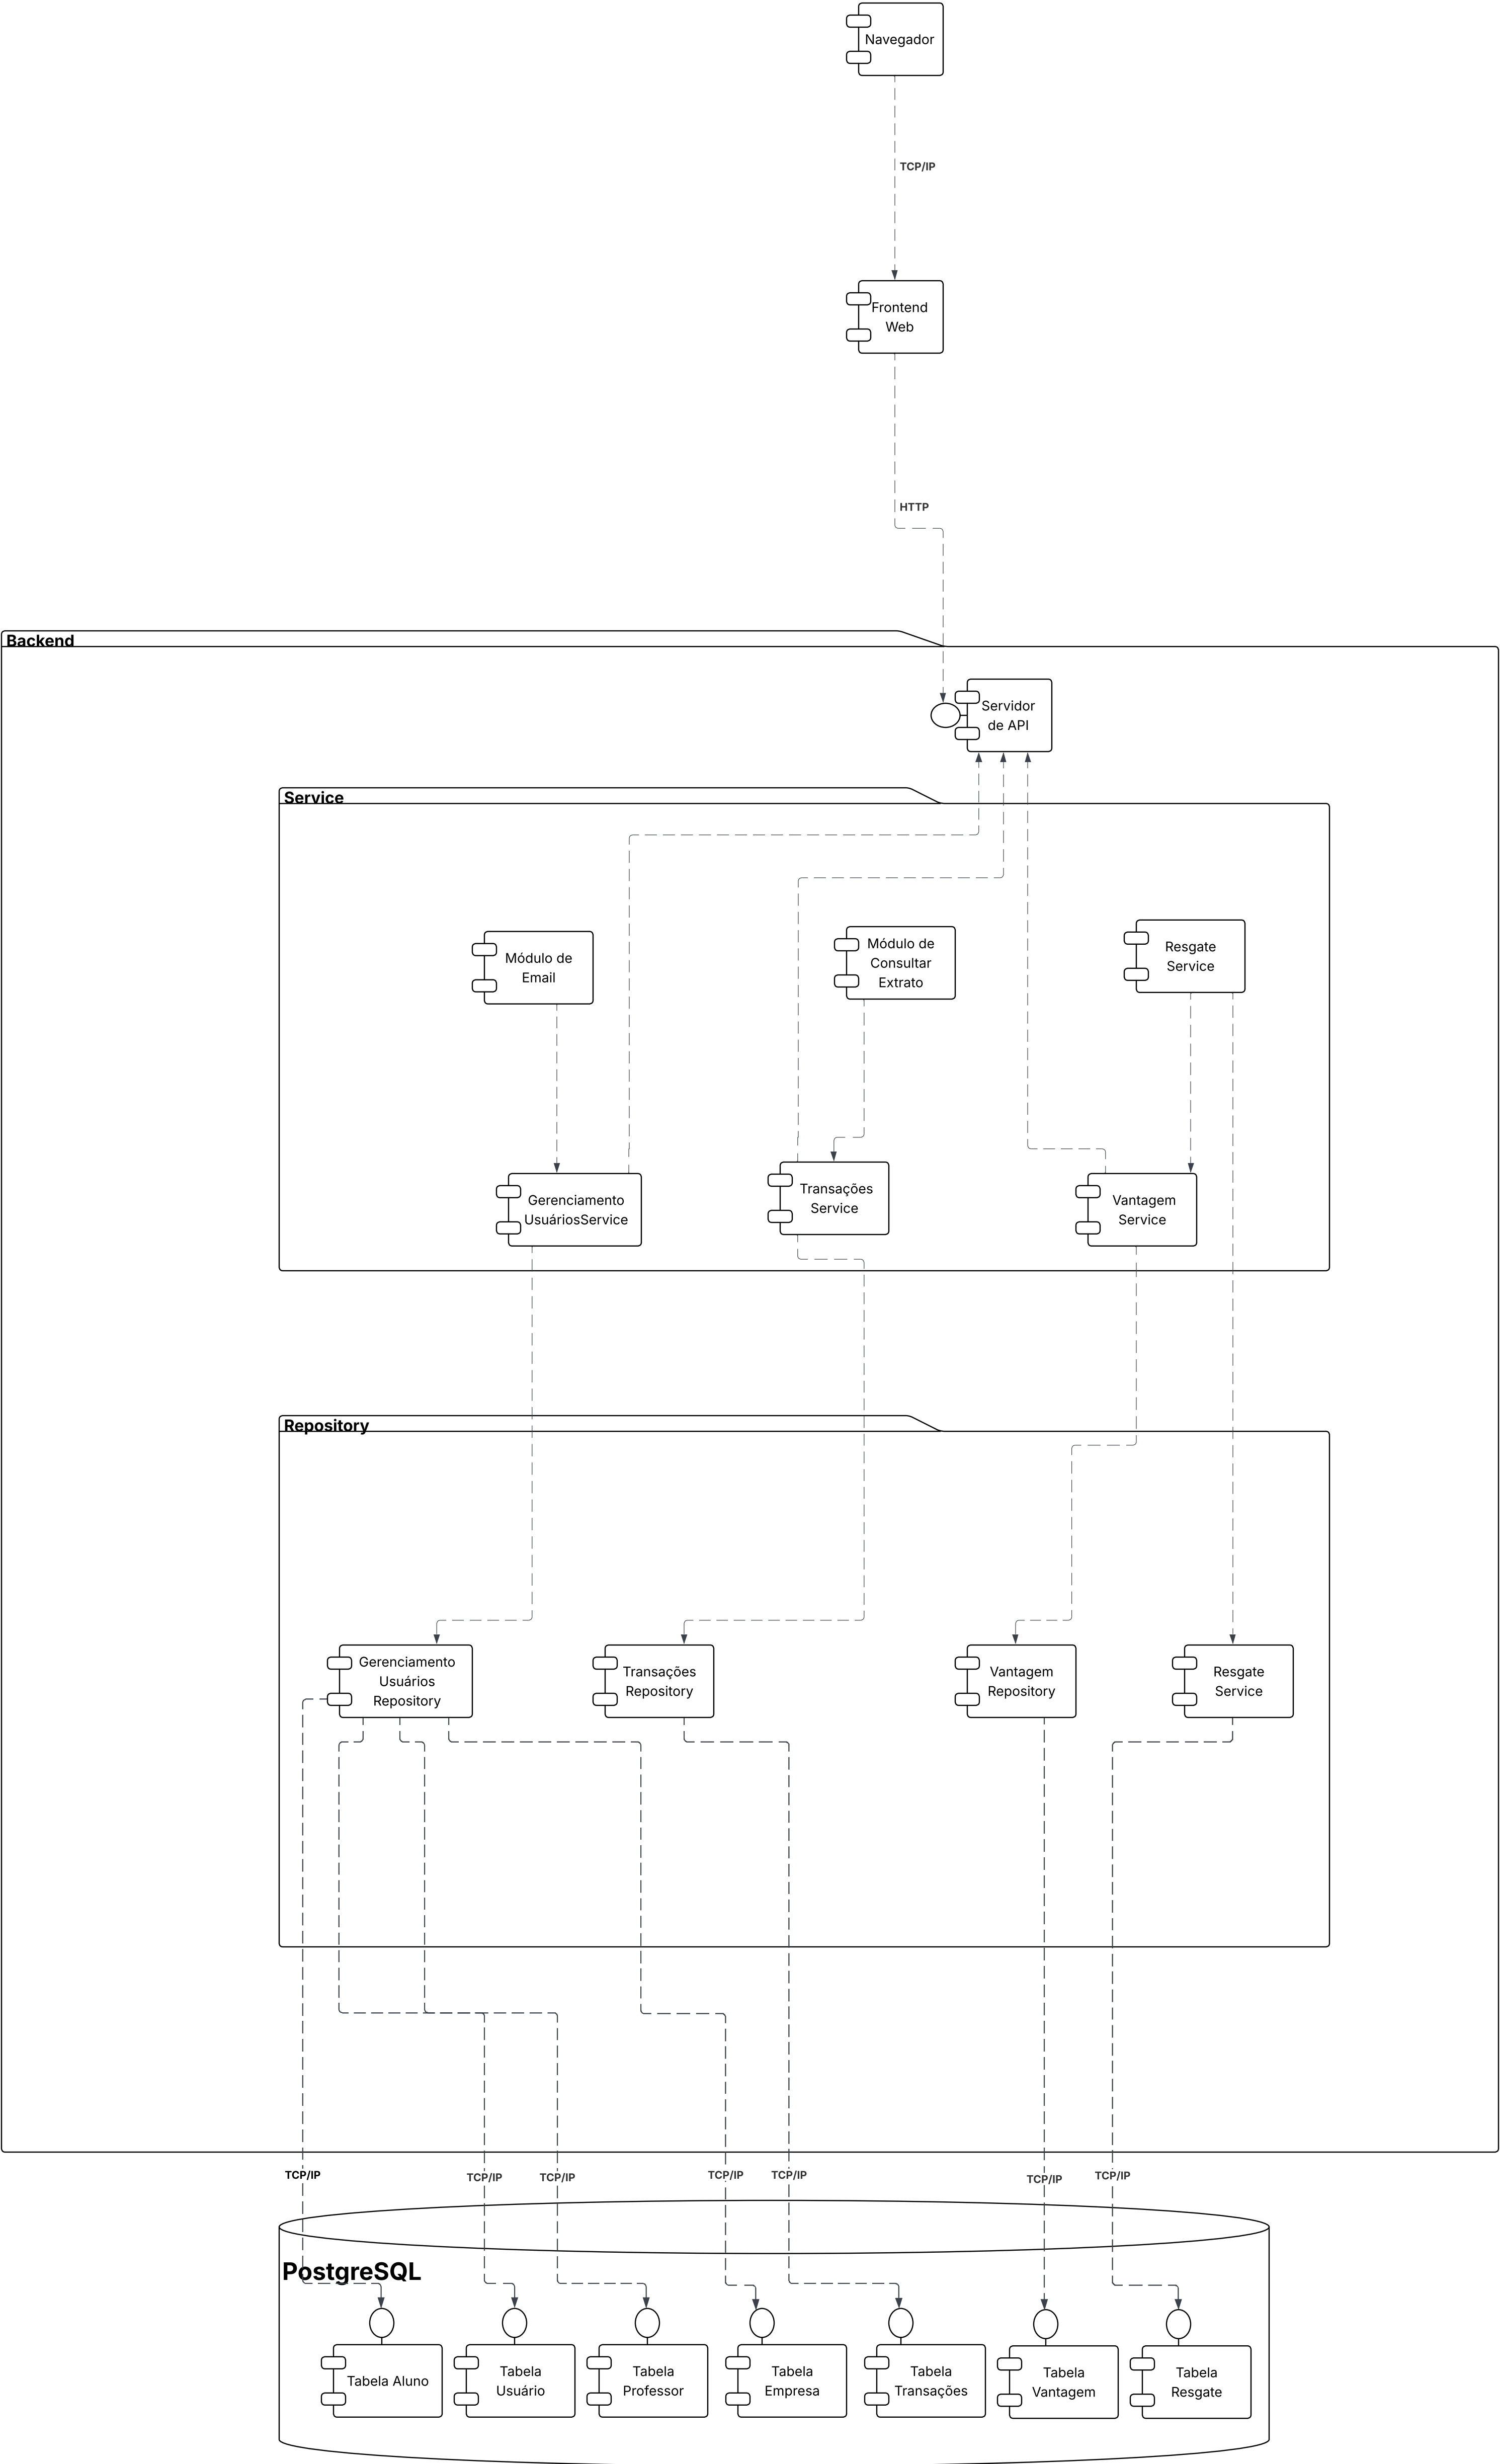 Navegador
TCP/IP
Frontend
Web
HTTP
Backend
Servidor
de API
Service
Módulo de
Email
Módulo de
Consultar
Extrato
Resgate
Service
Gerenciamento
UsuáriosService
Transações
Service
Vantagem
Service
Repository
Gerenciamento
Usuários
Repository
Transações
Repository
Vantagem
Repository
Resgate
Service
TCP/IP
TCP/IP
TCP/IP
TCP/IP
TCP/IP
TCP/IP
TCP/IP
PostgreSQL
Tabela Aluno
Tabela
Usuário
Tabela
Professor
Tabela
Empresa
Tabela
Transações
Tabela
Vantagem
Tabela
Resgate